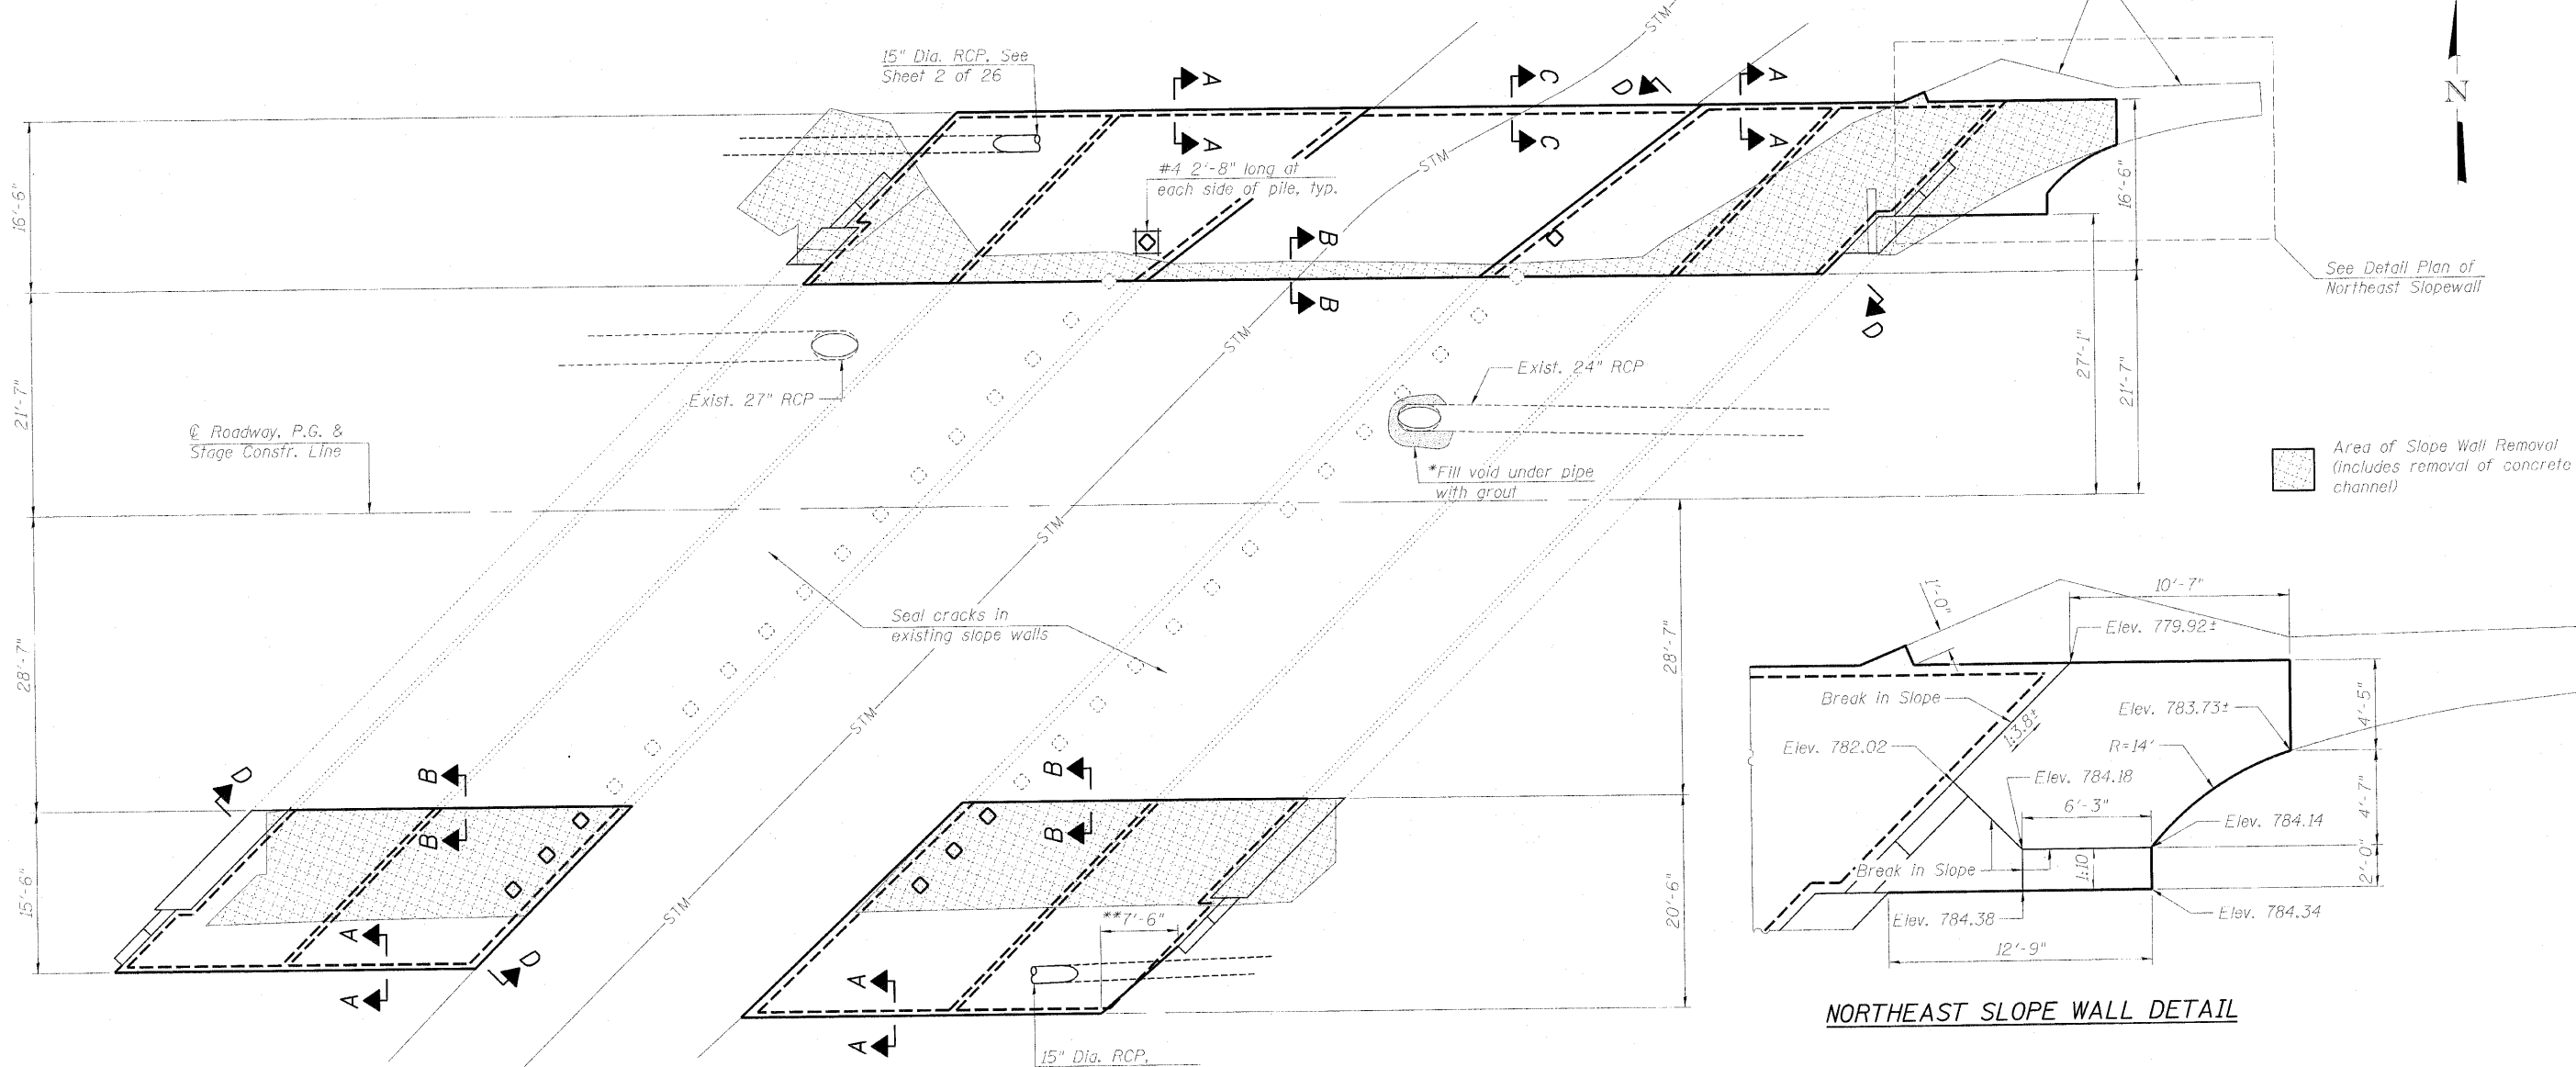 STM
15" Dia. RCP, See
Sheet 2 of 26
A
A
C
C
D
A
A
N
#4 2'-8" long at
each side of pile, typ.
STM
16'-6"
16'-6"
B
B
See Detail Plan of
Northeast Slopewall
D
STM
Exist. 27" RCP
Exist. 24" RCP
27'-1"
21'-7"
21'-7"
℄ Roadway, P.G. &
Stage Constr. Line
*Fill void under pipe
with grout
Area of Slope Wall Removal
(includes removal of concrete
channel)
STM
Seal cracks in
existing slope walls
28'-7"
28'-7"
STM
D
B
B
B
B
15'-6"
A
A
D
STM
**7'-6"
A
A
20'-6"
15" Dia. RCP,
1'-0"
10'-7"
Elev. 779.92±
Break in Slope
1:3.8±
Elev. 783.73±
4'-5"
Elev. 782.02
R=14'
Elev. 784.18
6'-3"
4'-7"
Elev. 784.14
Break in Slope
1:10
2'-0"
Elev. 784.38
Elev. 784.34
12'-9"
NORTHEAST SLOPE WALL DETAIL